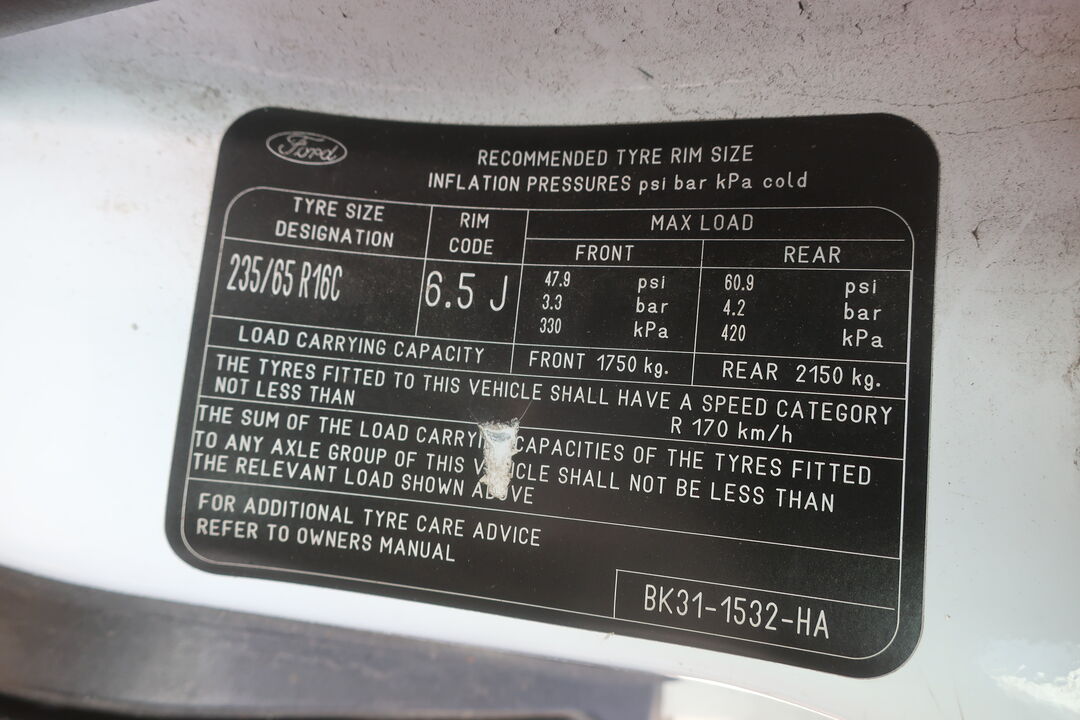 Ford
RECOMMENDED TYRE RIM SIZE
INFLATION PRESSURES psi bar kPa cold
TYRE SIZE
DESIGNATION
RIM
CODE
MAX LOAD
FRONT
REAR
235/65 R16C
6.5 J
47.9 psi
3.3 bar
330 kPa
60.9 psi
4.2 bar
420 kPa
LOAD CARRYING CAPACITY
FRONT 1750 kg.
REAR 2150 kg.
THE TYRES FITTED TO THIS VEHICLE SHALL HAVE A SPEED CATEGORY
NOT LESS THAN
R 170 km/h
THE SUM OF THE LOAD CARRYI CAPACITIES OF THE TYRES FITTED
TO ANY AXLE GROUP OF THIS V ICLE SHALL NOT BE LESS THAN
THE RELEVANT LOAD SHOWN ABOVE
FOR ADDITIONAL TYRE CARE ADVICE
REFER TO OWNERS MANUAL
BK31-1532-HA